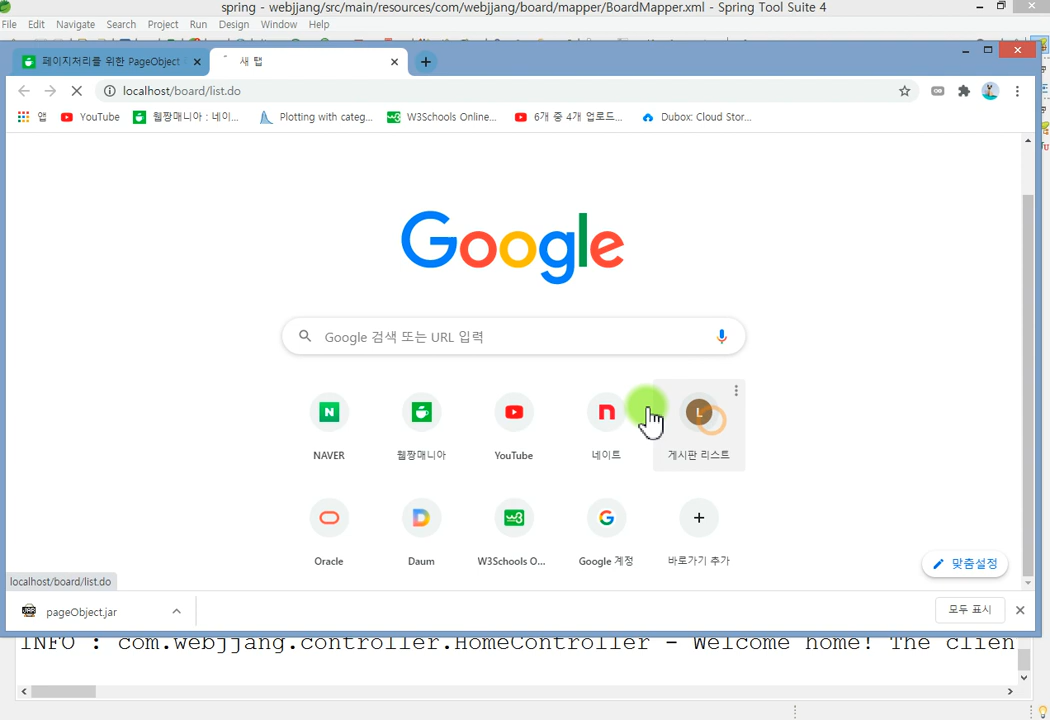 spring - webjjang/src/main/resources/com/webjjang/board/mapper/BoardMapper.xml - Spring Tool Suite 4
File Edit Navigate Search Project Run Design Window Help
페이지처리를 위한 PageObject 새 탭
localhost/board/list.do
앱 YouTube 웹짱매니아 : 네이... Plotting with categ... W3Schools Online... 6개 중 4개 업로드... Dubox: Cloud Stor...
Google
Google 검색 또는 URL 입력
N n L
NAVER 웹짱매니아 YouTube 네이트 게시판 리스트
Oracle Daum W3Schools O... Google 계정 바로가기 추가
맞춤설정
localhost/board/list.do
pageObject.jar 모두 표시
INFO : com.webjjang.controller.HomeController - Welcome home! The clien